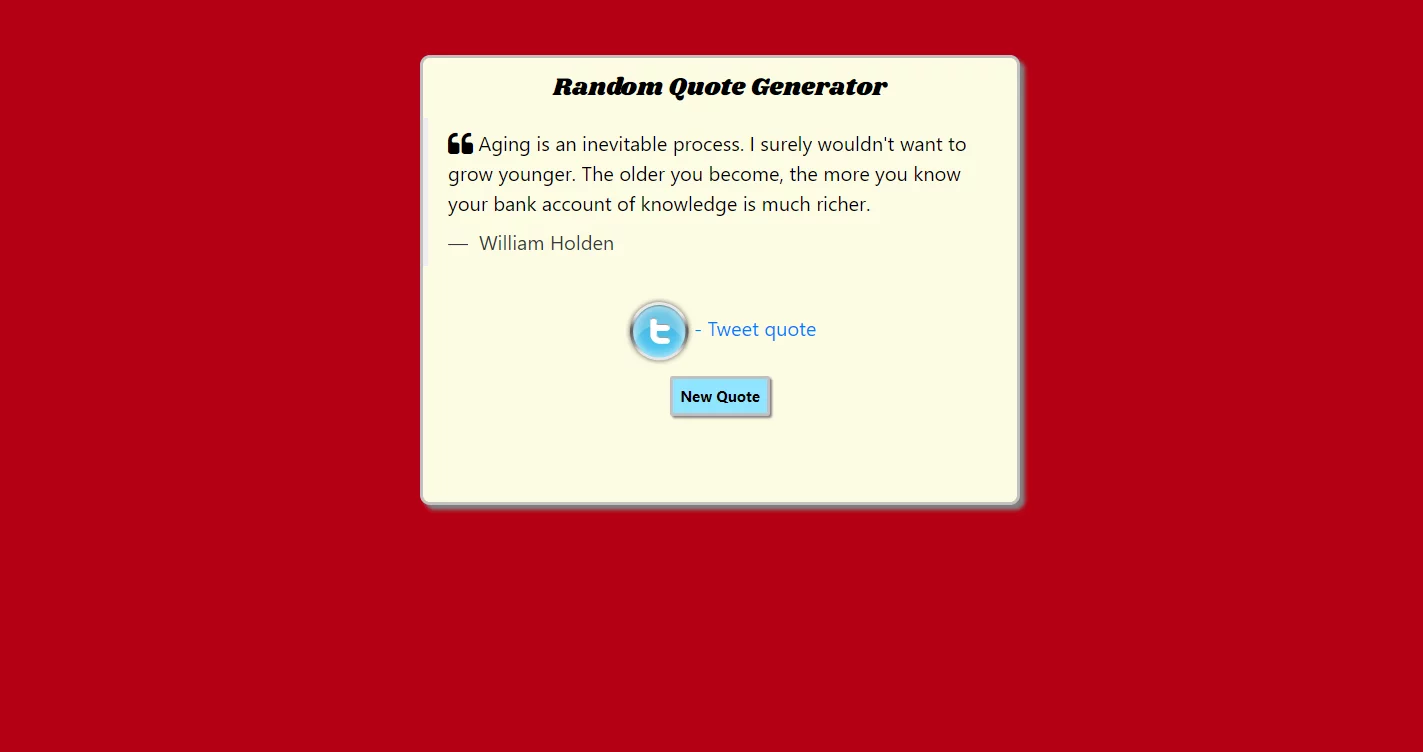 Random Quote Generator
Aging is an inevitable process. I surely wouldn't want to
grow younger. The older you become, the more you know
your bank account of knowledge is much richer.
— William Holden
t - Tweet quote
New Quote